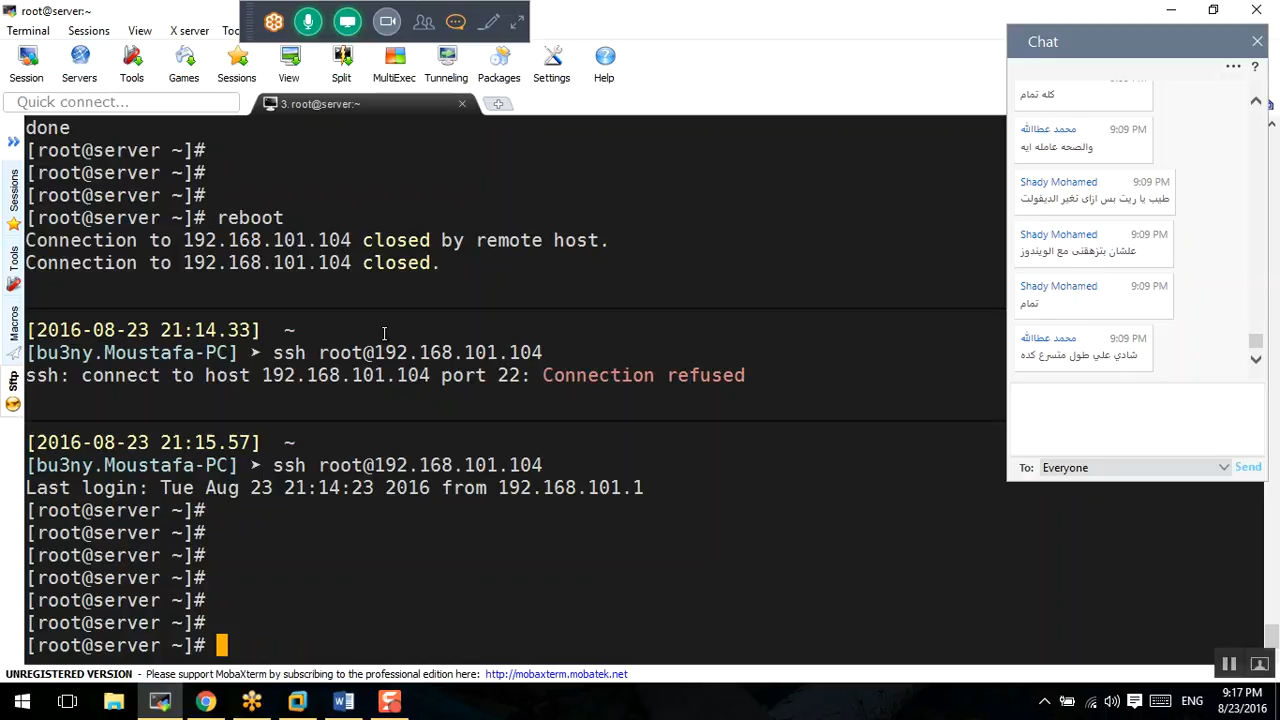 root@server:~
Terminal Sessions View X server
Session Servers Tools Games Sessions View Split MultiExec Tunneling Packages Settings Help
Quick connect...
3. root@server:~
Sessions
Tools
Macros
Sftp
done
[root@server ~]#
[root@server ~]#
[root@server ~]#
[root@server ~]# reboot
Connection to 192.168.101.104 closed by remote host.
Connection to 192.168.101.104 closed.
[2016-08-23 21:14.33] ~
[bu3ny.Moustafa-PC] ➤ ssh root@192.168.101.104
ssh: connect to host 192.168.101.104 port 22: Connection refused
[2016-08-23 21:15.57] ~
[bu3ny.Moustafa-PC] ➤ ssh root@192.168.101.104
Last login: Tue Aug 23 21:14:23 2016 from 192.168.101.1
[root@server ~]#
[root@server ~]#
[root@server ~]#
[root@server ~]#
[root@server ~]#
[root@server ~]#
[root@server ~]#
Chat
كله تمام
محمد عطاالله 9:09 PM
والصحه عامله ايه
Shady Mohamed 9:09 PM
طيب يا ريت بس ازاى نغير الديفولت
Shady Mohamed 9:09 PM
علشان بتزهقنى مع الويندوز
Shady Mohamed 9:09 PM
تمام
محمد عطاالله 9:09 PM
شادي علي طول متسرع كده
To: Everyone Send
UNREGISTERED VERSION - Please support MobaXterm by subscribing to the professional edition here: http://mobaxterm.mobatek.net
ENG
9:17 PM
8/23/2016